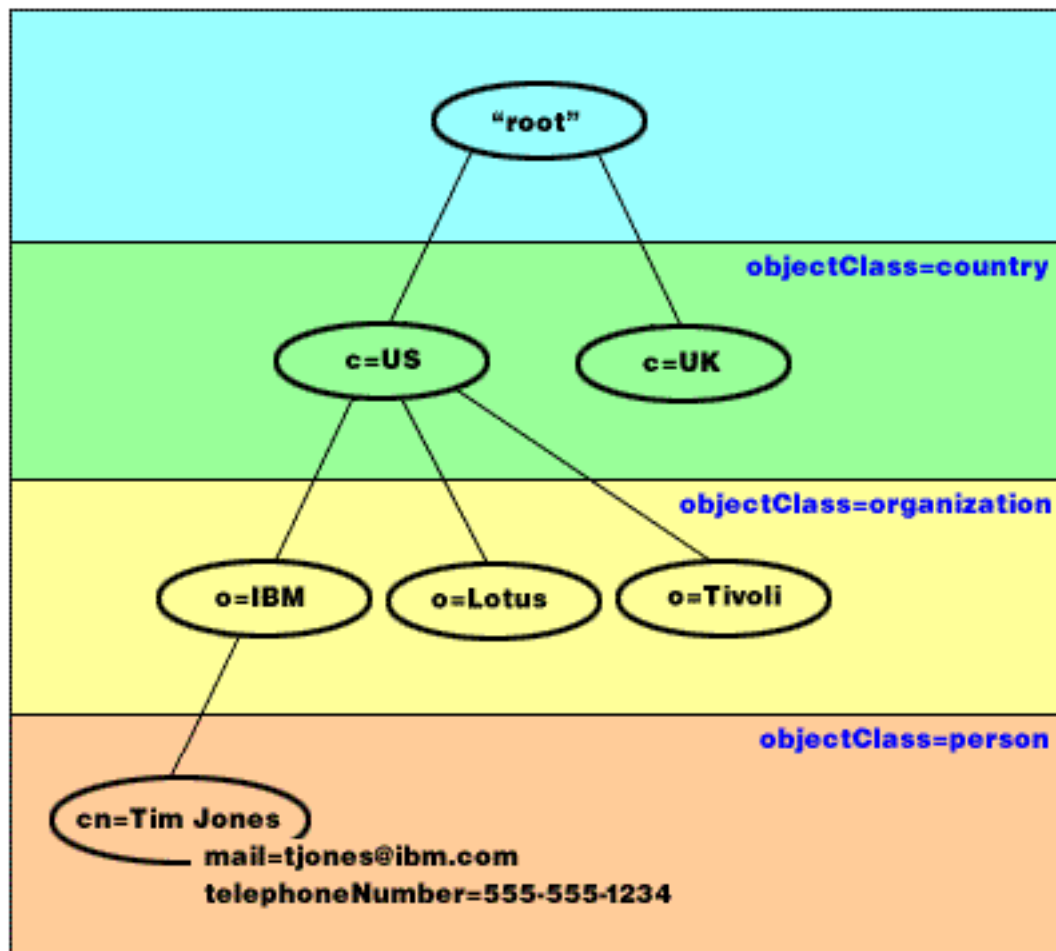 “root”
objectClass=country
c=US
c=UK
objectClass=organization
o=IBM
o=Lotus
o=Tivoli
objectClass=person
cn=Tim Jones
mail=tjones@ibm.com
telephoneNumber=555-555-1234